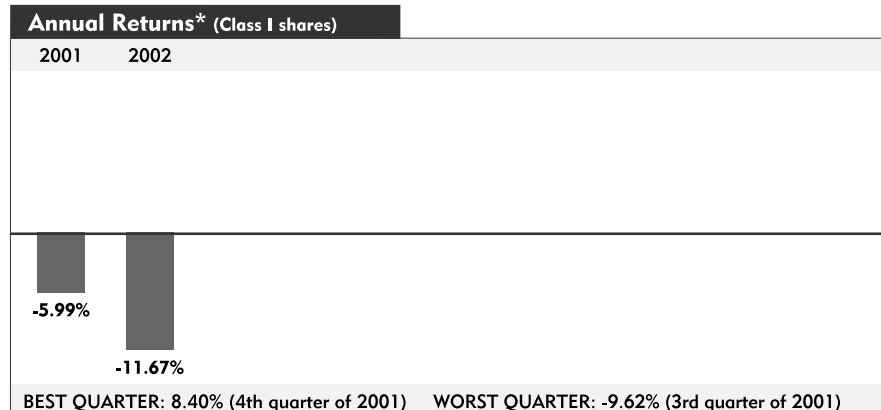 Annual Returns* (Class I shares)
2001 2002
-5.99%
-11.67%
BEST QUARTER: 8.40% (4th quarter of 2001) WORST QUARTER: -9.62% (3rd quarter of 2001)